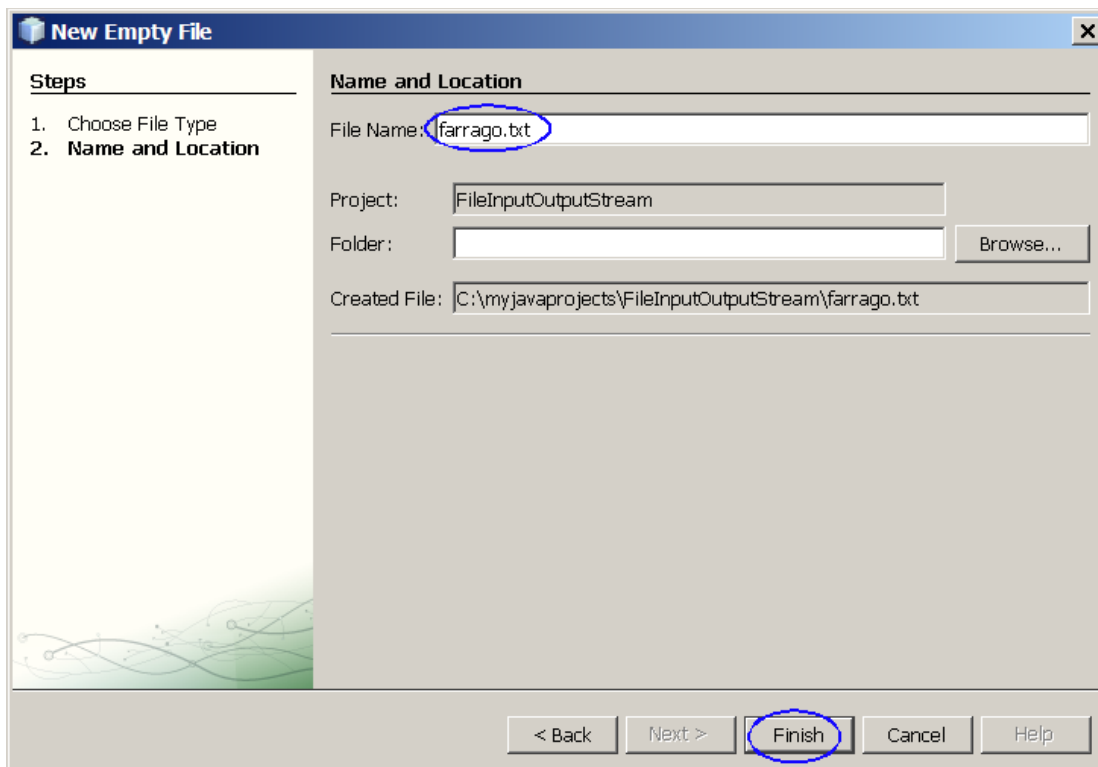 New Empty File
Steps
1. Choose File Type
2. Name and Location
Name and Location
File Name: farrago.txt
Project: FileInputOutputStream
Folder: Browse...
Created File: C:\myjavaprojects\FileInputOutputStream\farrago.txt
< Back Next > Finish Cancel Help